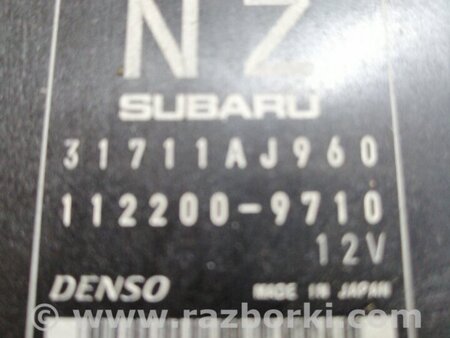 NZ
SUBARU
31711AJ960
112200-9710
12V
DENSO MADE IN JAPAN
© www.razborki.com